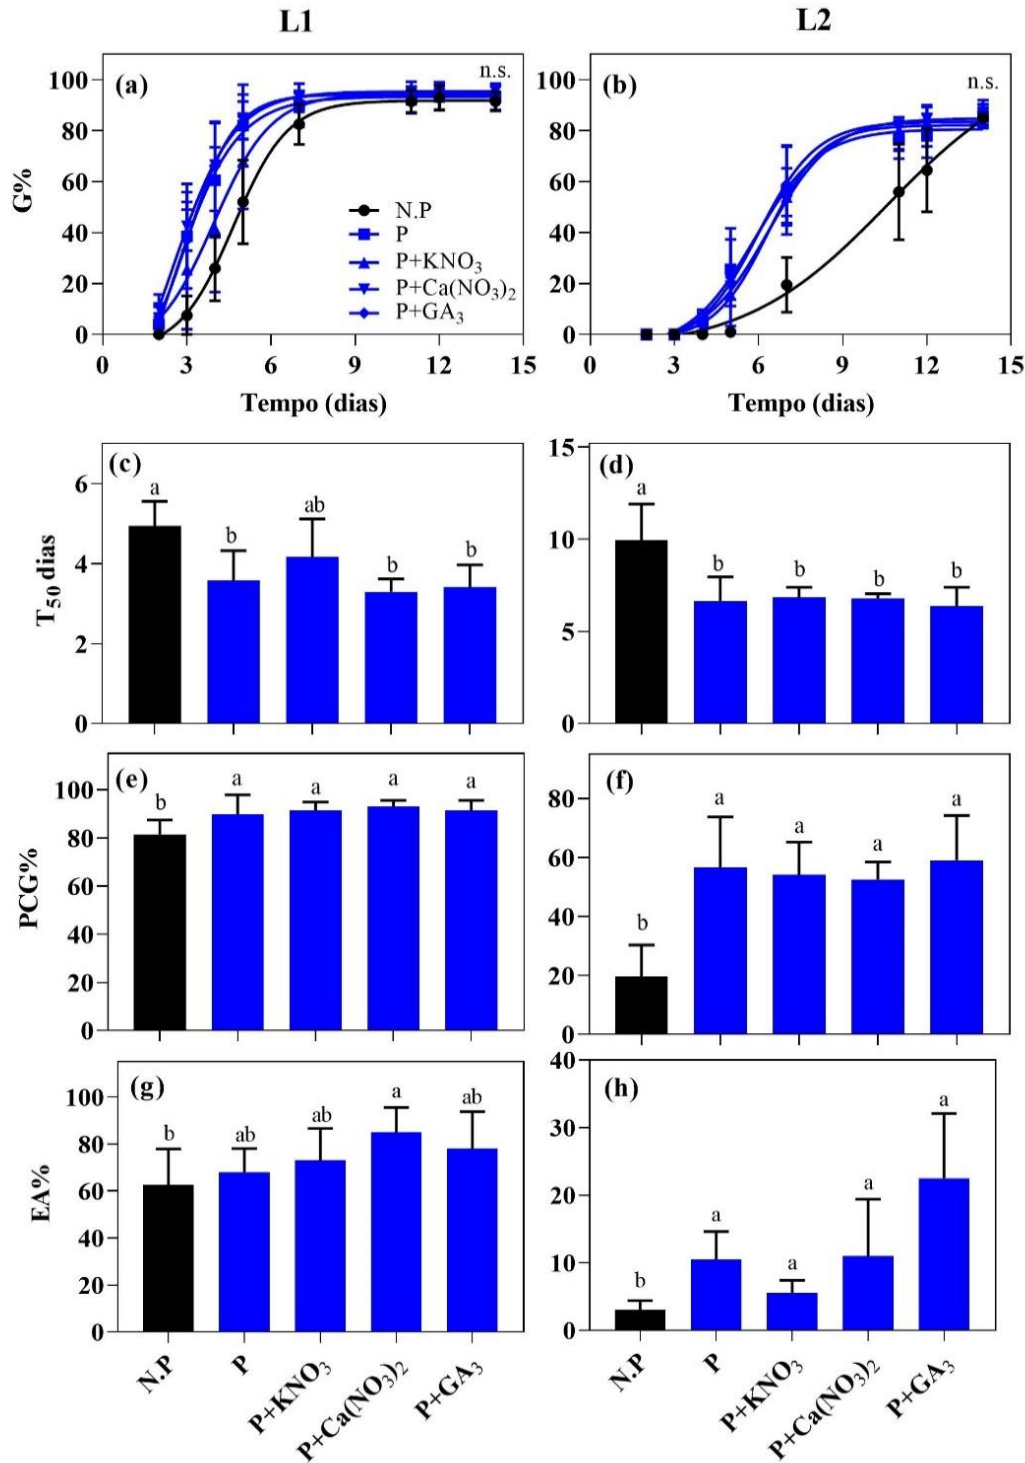 L1
L2
(a)
n.s.
G%
100
80
60
40
20
0
N.P
P
P+KNO₃
P+Ca(NO₃)₂
P+GA₃
0 3 6 9 12 15
Tempo (dias)
(b)
n.s.
100
80
60
40
20
0
0 3 6 9 12 15
Tempo (dias)
(c)
T₅₀ dias
6
4
2
0
a b ab b b
(d)
15
10
5
0
a b b b b
(e)
PCG%
100
80
60
40
20
0
b a a a a
(f)
80
60
40
20
0
b a a a a
(g)
EA%
100
80
60
40
20
0
b ab ab a ab
N.P P P+KNO₃ P+Ca(NO₃)₂ P+GA₃
(h)
40
30
20
10
0
b a a a a
N.P P P+KNO₃ P+Ca(NO₃)₂ P+GA₃